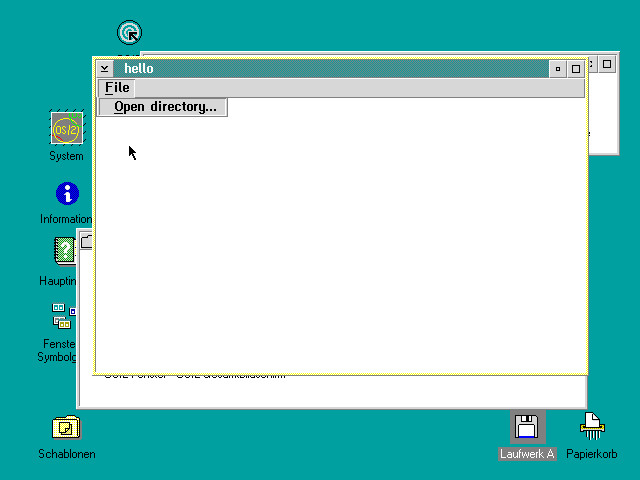 hello
File
Open directory...
OS/2
System
Information
Hauptin
Fenste
Symbolg
OS/2 Fenster OS/2 Gesamtbildschirm
Schablonen
Laufwerk A
Papierkorb